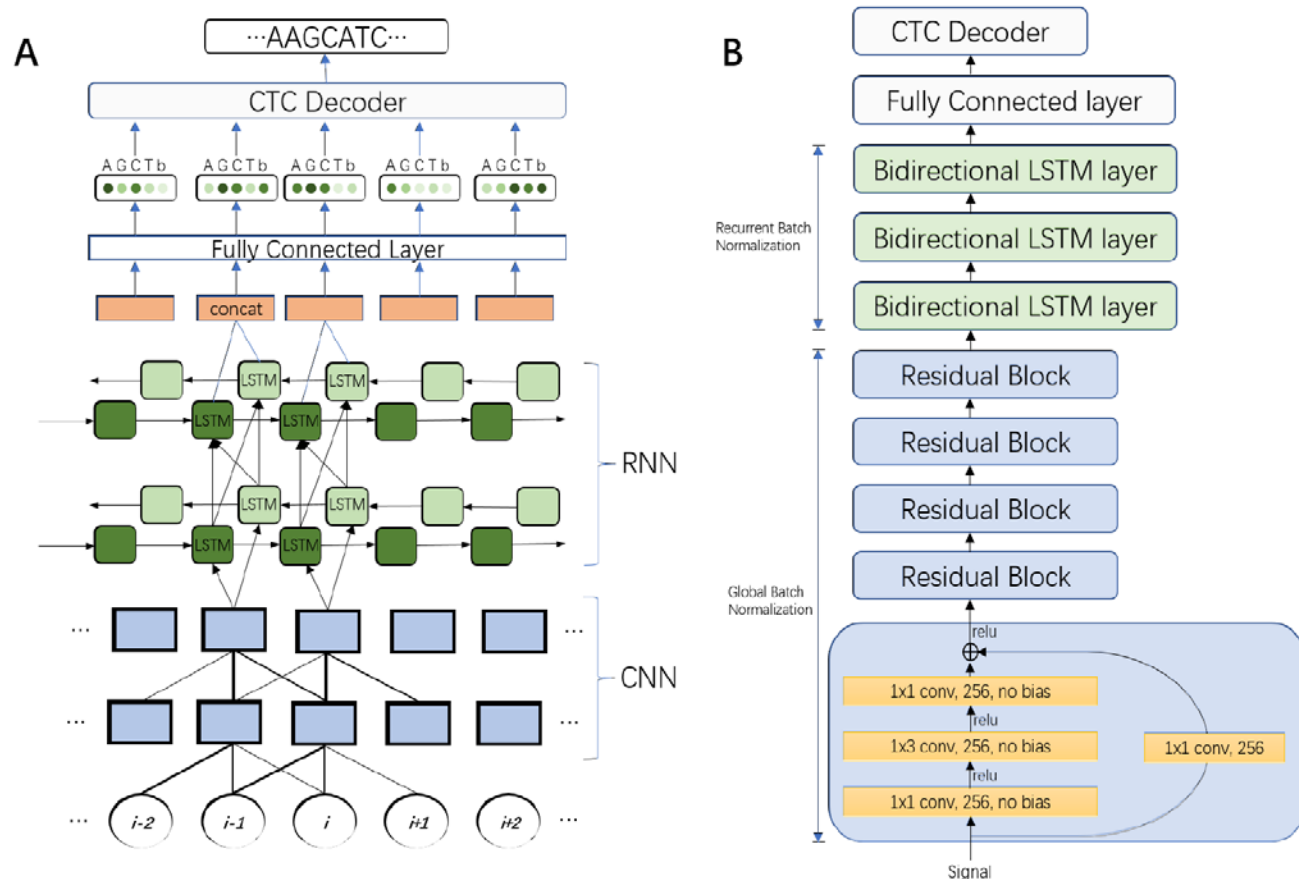 A
···AAGCATC···
CTC Decoder
A G C T b
A G C T b
A G C T b
A G C T b
A G C T b
Fully Connected Layer
concat
LSTM
LSTM
LSTM
LSTM
RNN
LSTM
LSTM
LSTM
LSTM
···
···
CNN
···
···
···
i-2
i-1
i
i+1
i+2
···
B
CTC Decoder
Fully Connected layer
Bidirectional LSTM layer
Recurrent Batch
Normalization
Bidirectional LSTM layer
Bidirectional LSTM layer
Residual Block
Residual Block
Residual Block
Residual Block
Global Batch
Normalization
relu
1x1 conv, 256, no bias
relu
1x3 conv, 256, no bias
1x1 conv, 256
relu
1x1 conv, 256, no bias
Signal